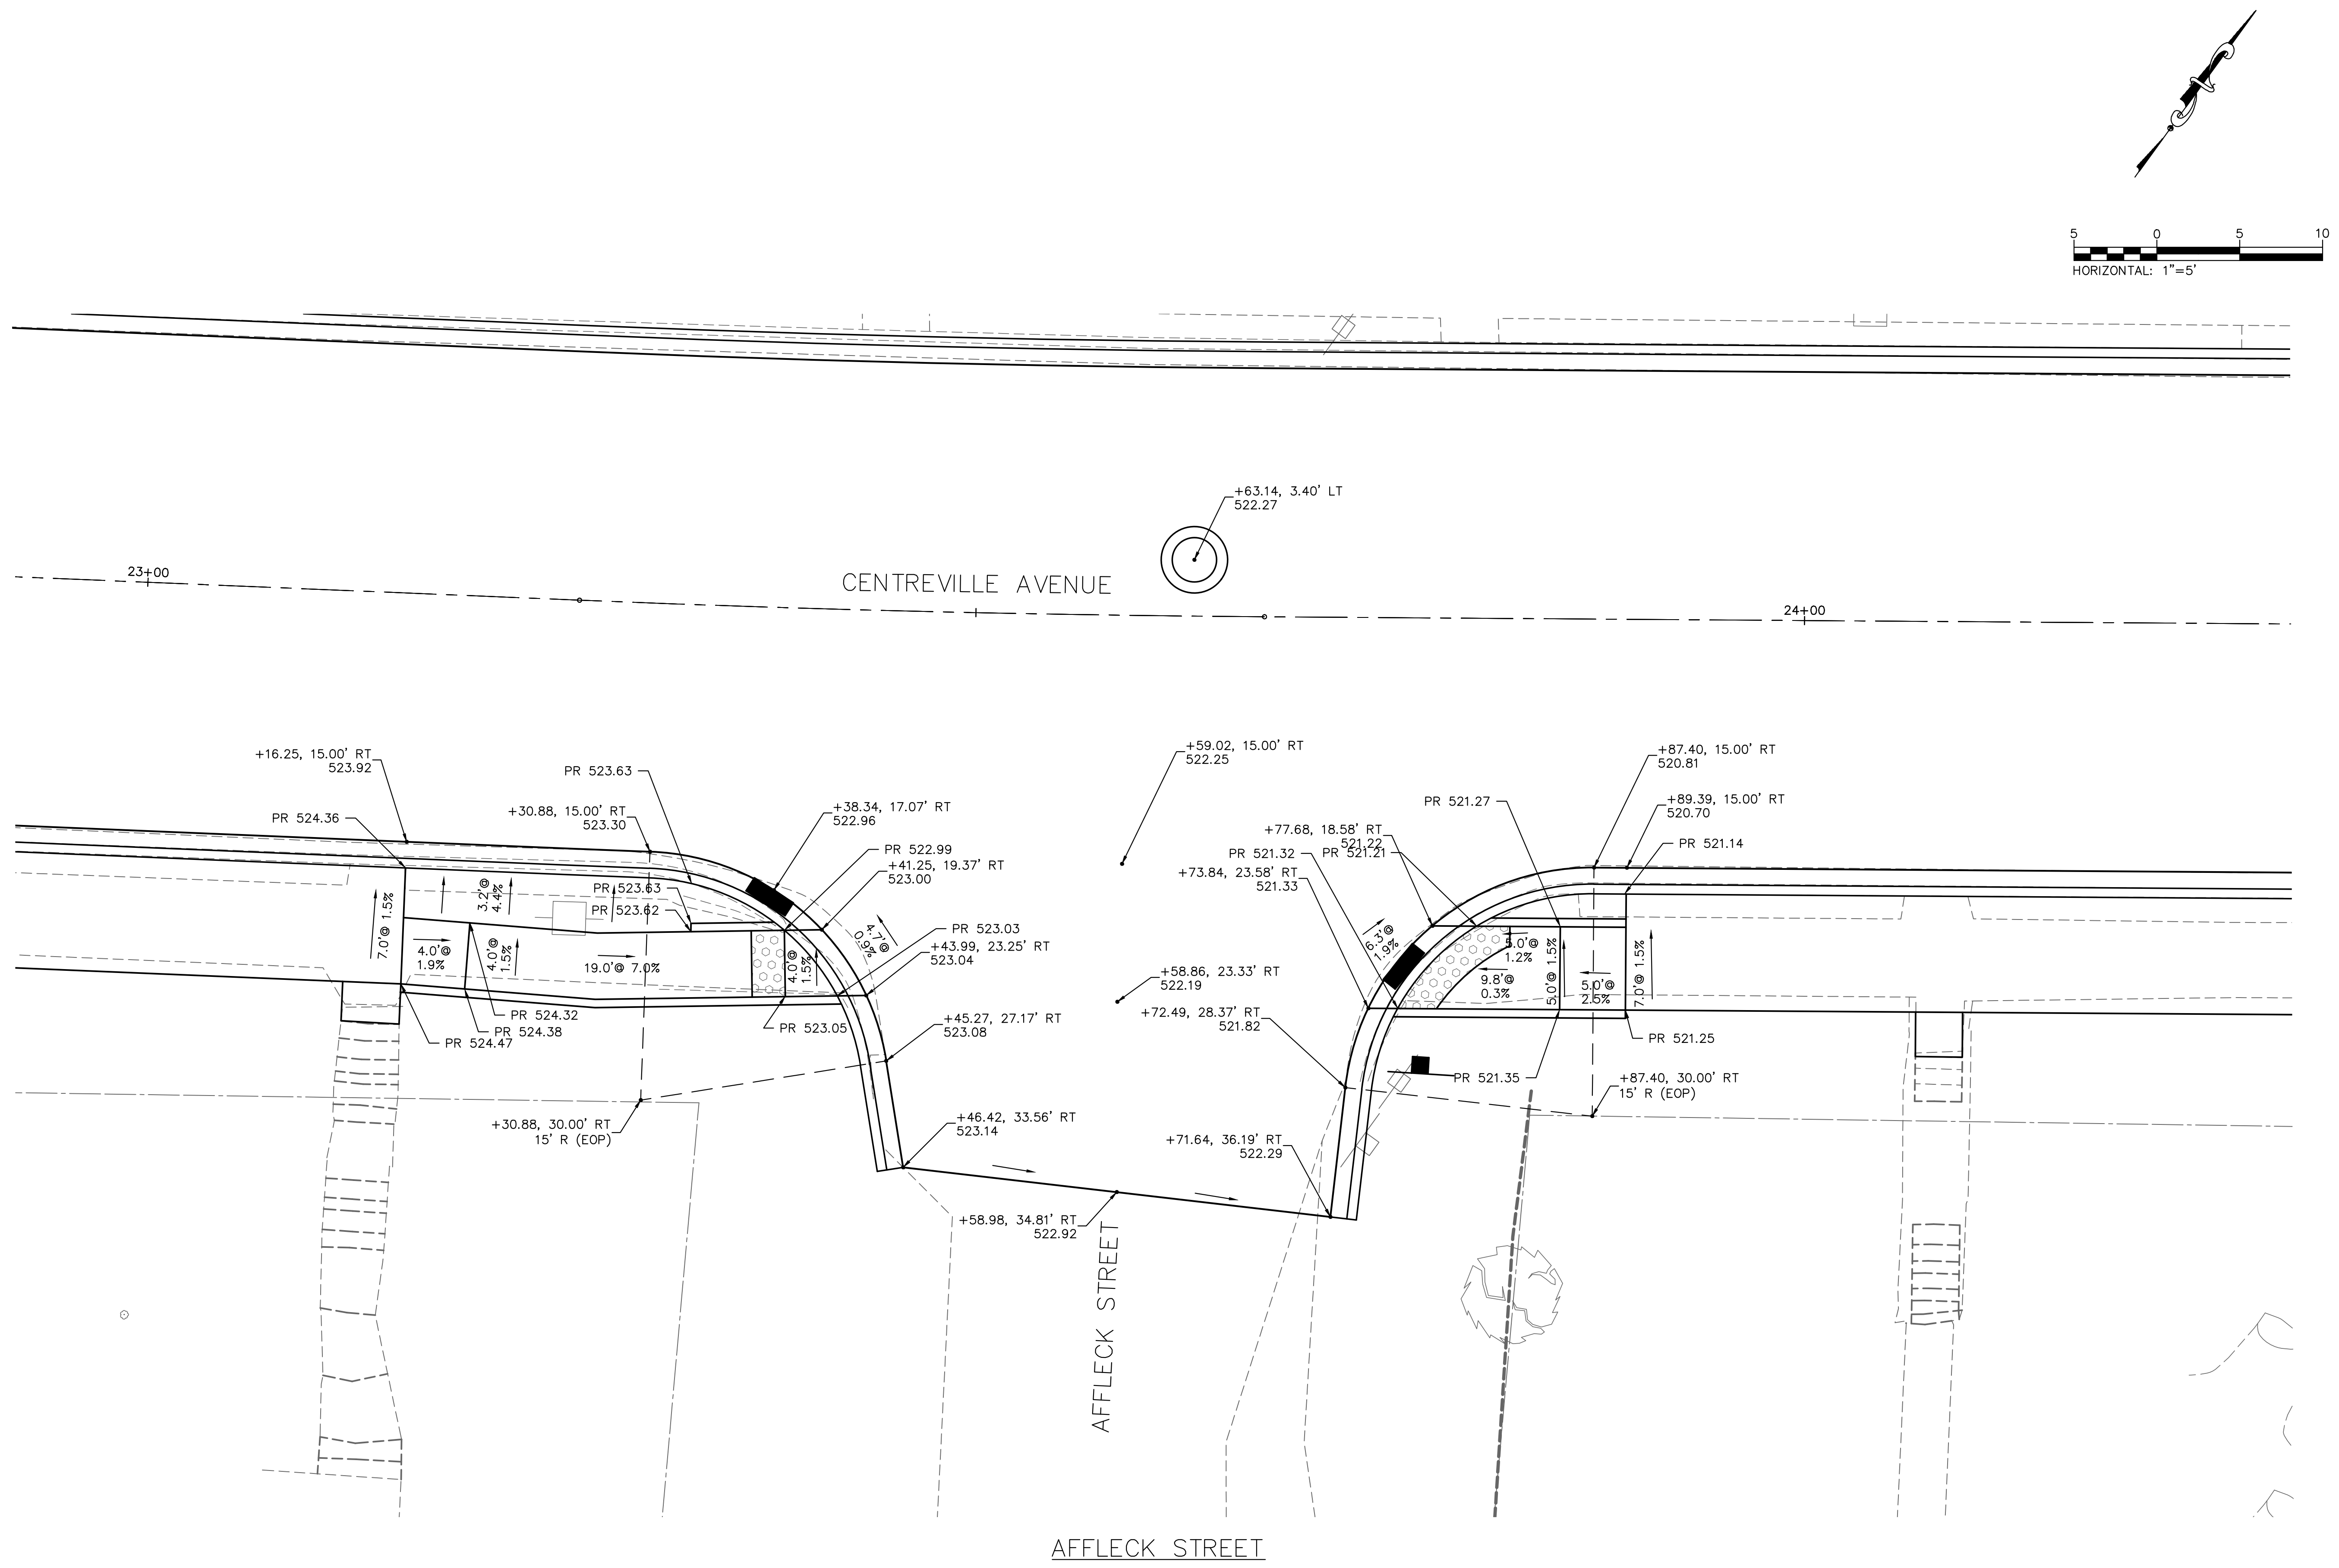 5 0 5 10
HORIZONTAL: 1"=5'
+63.14, 3.40' LT
522.27
23+00
CENTREVILLE AVENUE
24+00
+16.25, 15.00' RT
523.92
PR 523.63
+59.02, 15.00' RT
522.25
+87.40, 15.00' RT
520.81
PR 524.36
+30.88, 15.00' RT
523.30
+38.34, 17.07' RT
522.96
PR 521.27
+89.39, 15.00' RT
520.70
+77.68, 18.58' RT
521.22
PR 522.99
PR 521.32
PR 521.21
PR 521.14
+41.25, 19.37' RT
523.00
+73.84, 23.58' RT
521.33
PR 523.63
PR 523.62
3.2'@
4.4%
7.0'@ 1.5%
4.0'@
1.9%
4.0'@
1.5%
19.0'@ 7.0%
4.0'@
1.5%
4.7'@
0.9%
PR 523.03
+43.99, 23.25' RT
523.04
6.3'@
1.9%
5.0'@
1.2%
9.8'@
0.3%
5.0'@ 1.5%
5.0'@
2.5%
7.0'@ 1.5%
+58.86, 23.33' RT
522.19
PR 524.32
PR 524.38
PR 524.47
PR 523.05
+45.27, 27.17' RT
523.08
+72.49, 28.37' RT
521.82
PR 521.25
PR 521.35
+87.40, 30.00' RT
15' R (EOP)
+30.88, 30.00' RT
15' R (EOP)
+46.42, 33.56' RT
523.14
+71.64, 36.19' RT
522.29
+58.98, 34.81' RT
522.92
AFFLECK STREET
AFFLECK STREET